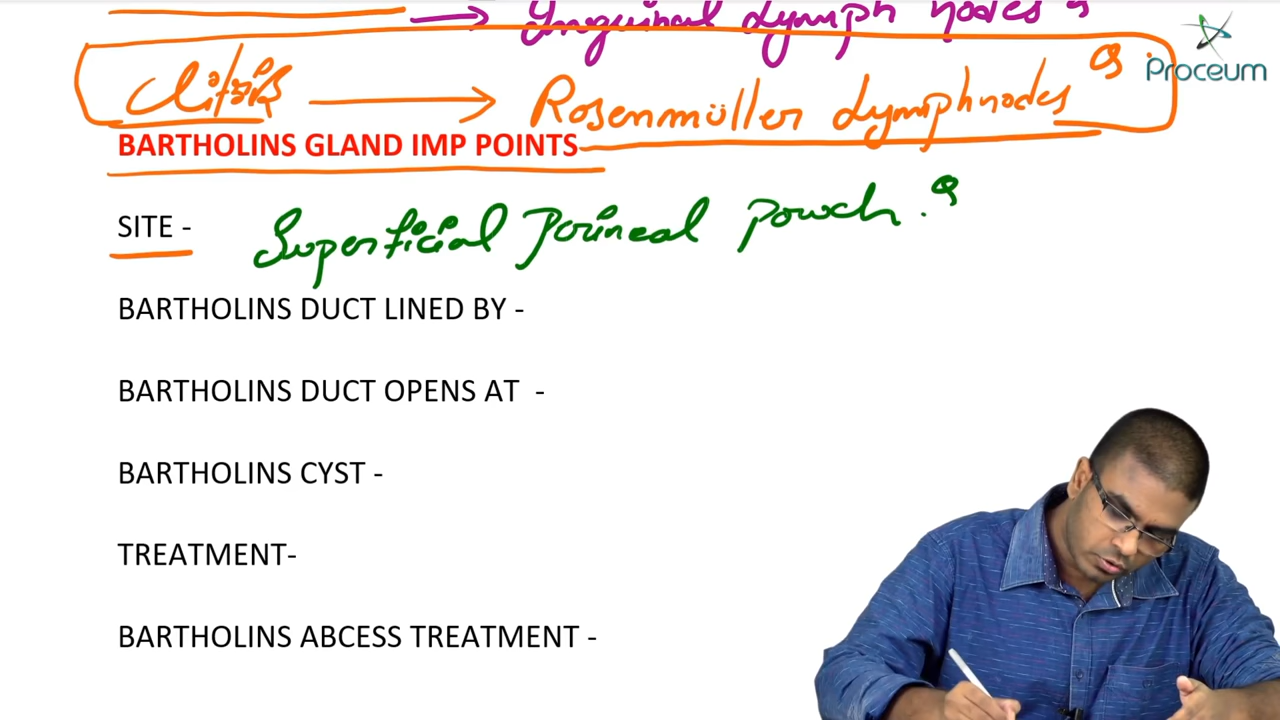 Inguinal Lymph nodes Q
Proceum
Clitoris → Rosenmüller Lymphnodes Q
BARTHOLINS GLAND IMP POINTS
SITE - Superficial Perineal Pouch. Q
BARTHOLINS DUCT LINED BY -
BARTHOLINS DUCT OPENS AT -
BARTHOLINS CYST -
TREATMENT-
BARTHOLINS ABCESS TREATMENT -